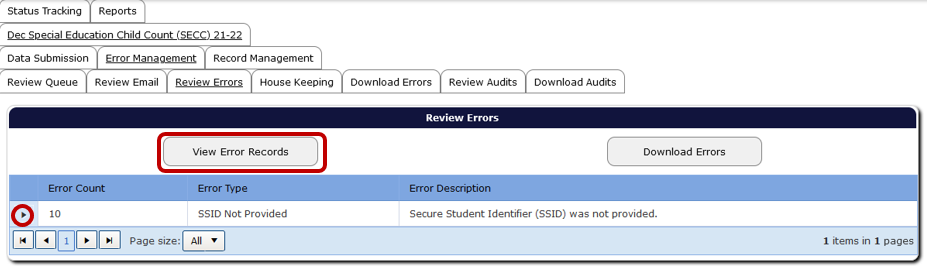 Status Tracking Reports
Dec Special Education Child Count (SECC) 21-22
Data Submission Error Management Record Management
Review Queue Review Email Review Errors House Keeping Download Errors Review Audits Download Audits
Review Errors
View Error Records Download Errors
Error Count Error Type Error Description
10 SSID Not Provided Secure Student Identifier (SSID) was not provided.
1 Page size: All 1 items in 1 pages